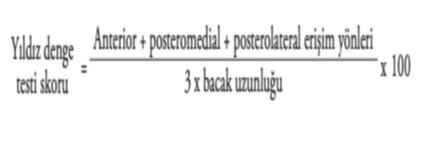 Yıldız denge testi skoru = Anterior + posteromedial + posterolateral erişim yönleri
3 x bacak uzunluğu
x 100